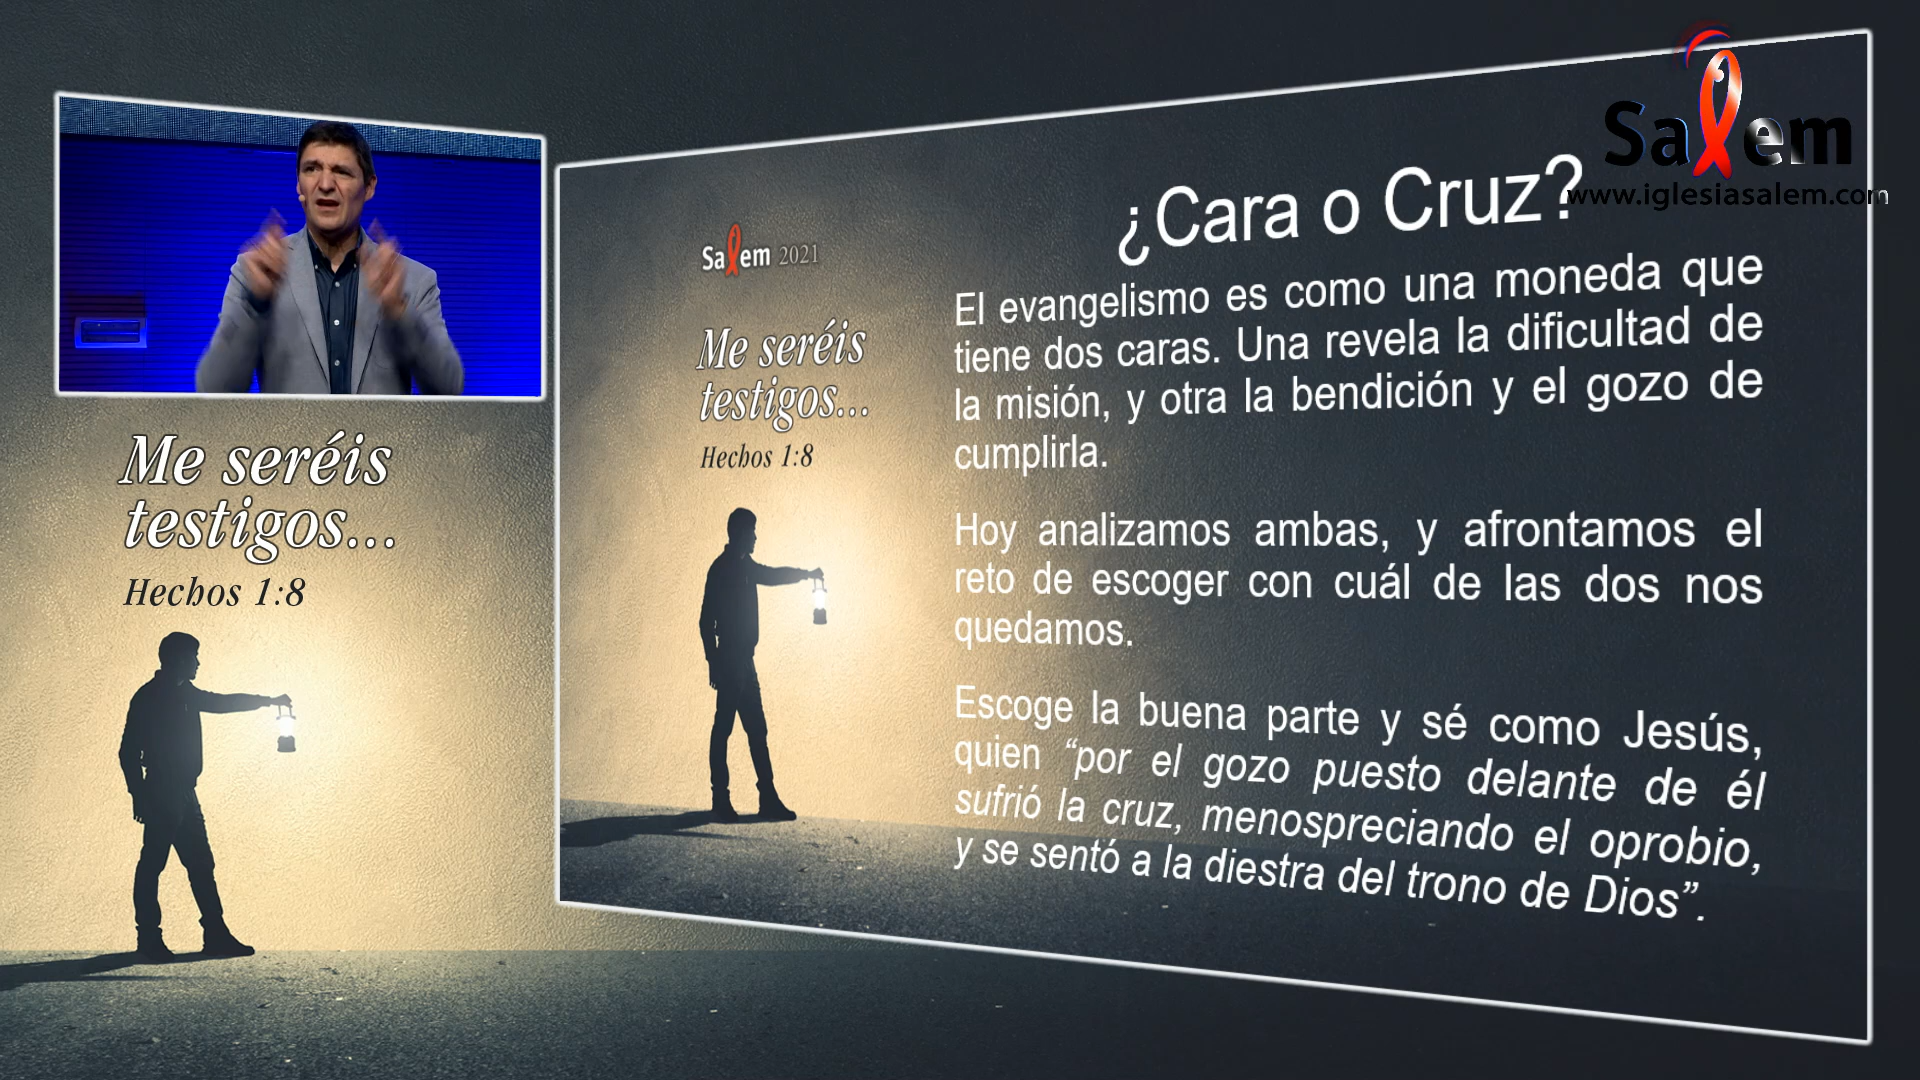 Salem
www.iglesiasalem.com
Me seréis
testigos...
Hechos 1:8
Salem 2021
Me seréis
testigos...
Hechos 1:8
¿Cara o Cruz?
El evangelismo es como una moneda que
tiene dos caras. Una revela la dificultad de
la misión, y otra la bendición y el gozo de
cumplirla.
Hoy analizamos ambas, y afrontamos el
reto de escoger con cuál de las dos nos
quedamos.
Escoge la buena parte y sé como Jesús,
quien “por el gozo puesto delante de él
sufrió la cruz, menospreciando el oprobio,
y se sentó a la diestra del trono de Dios”.